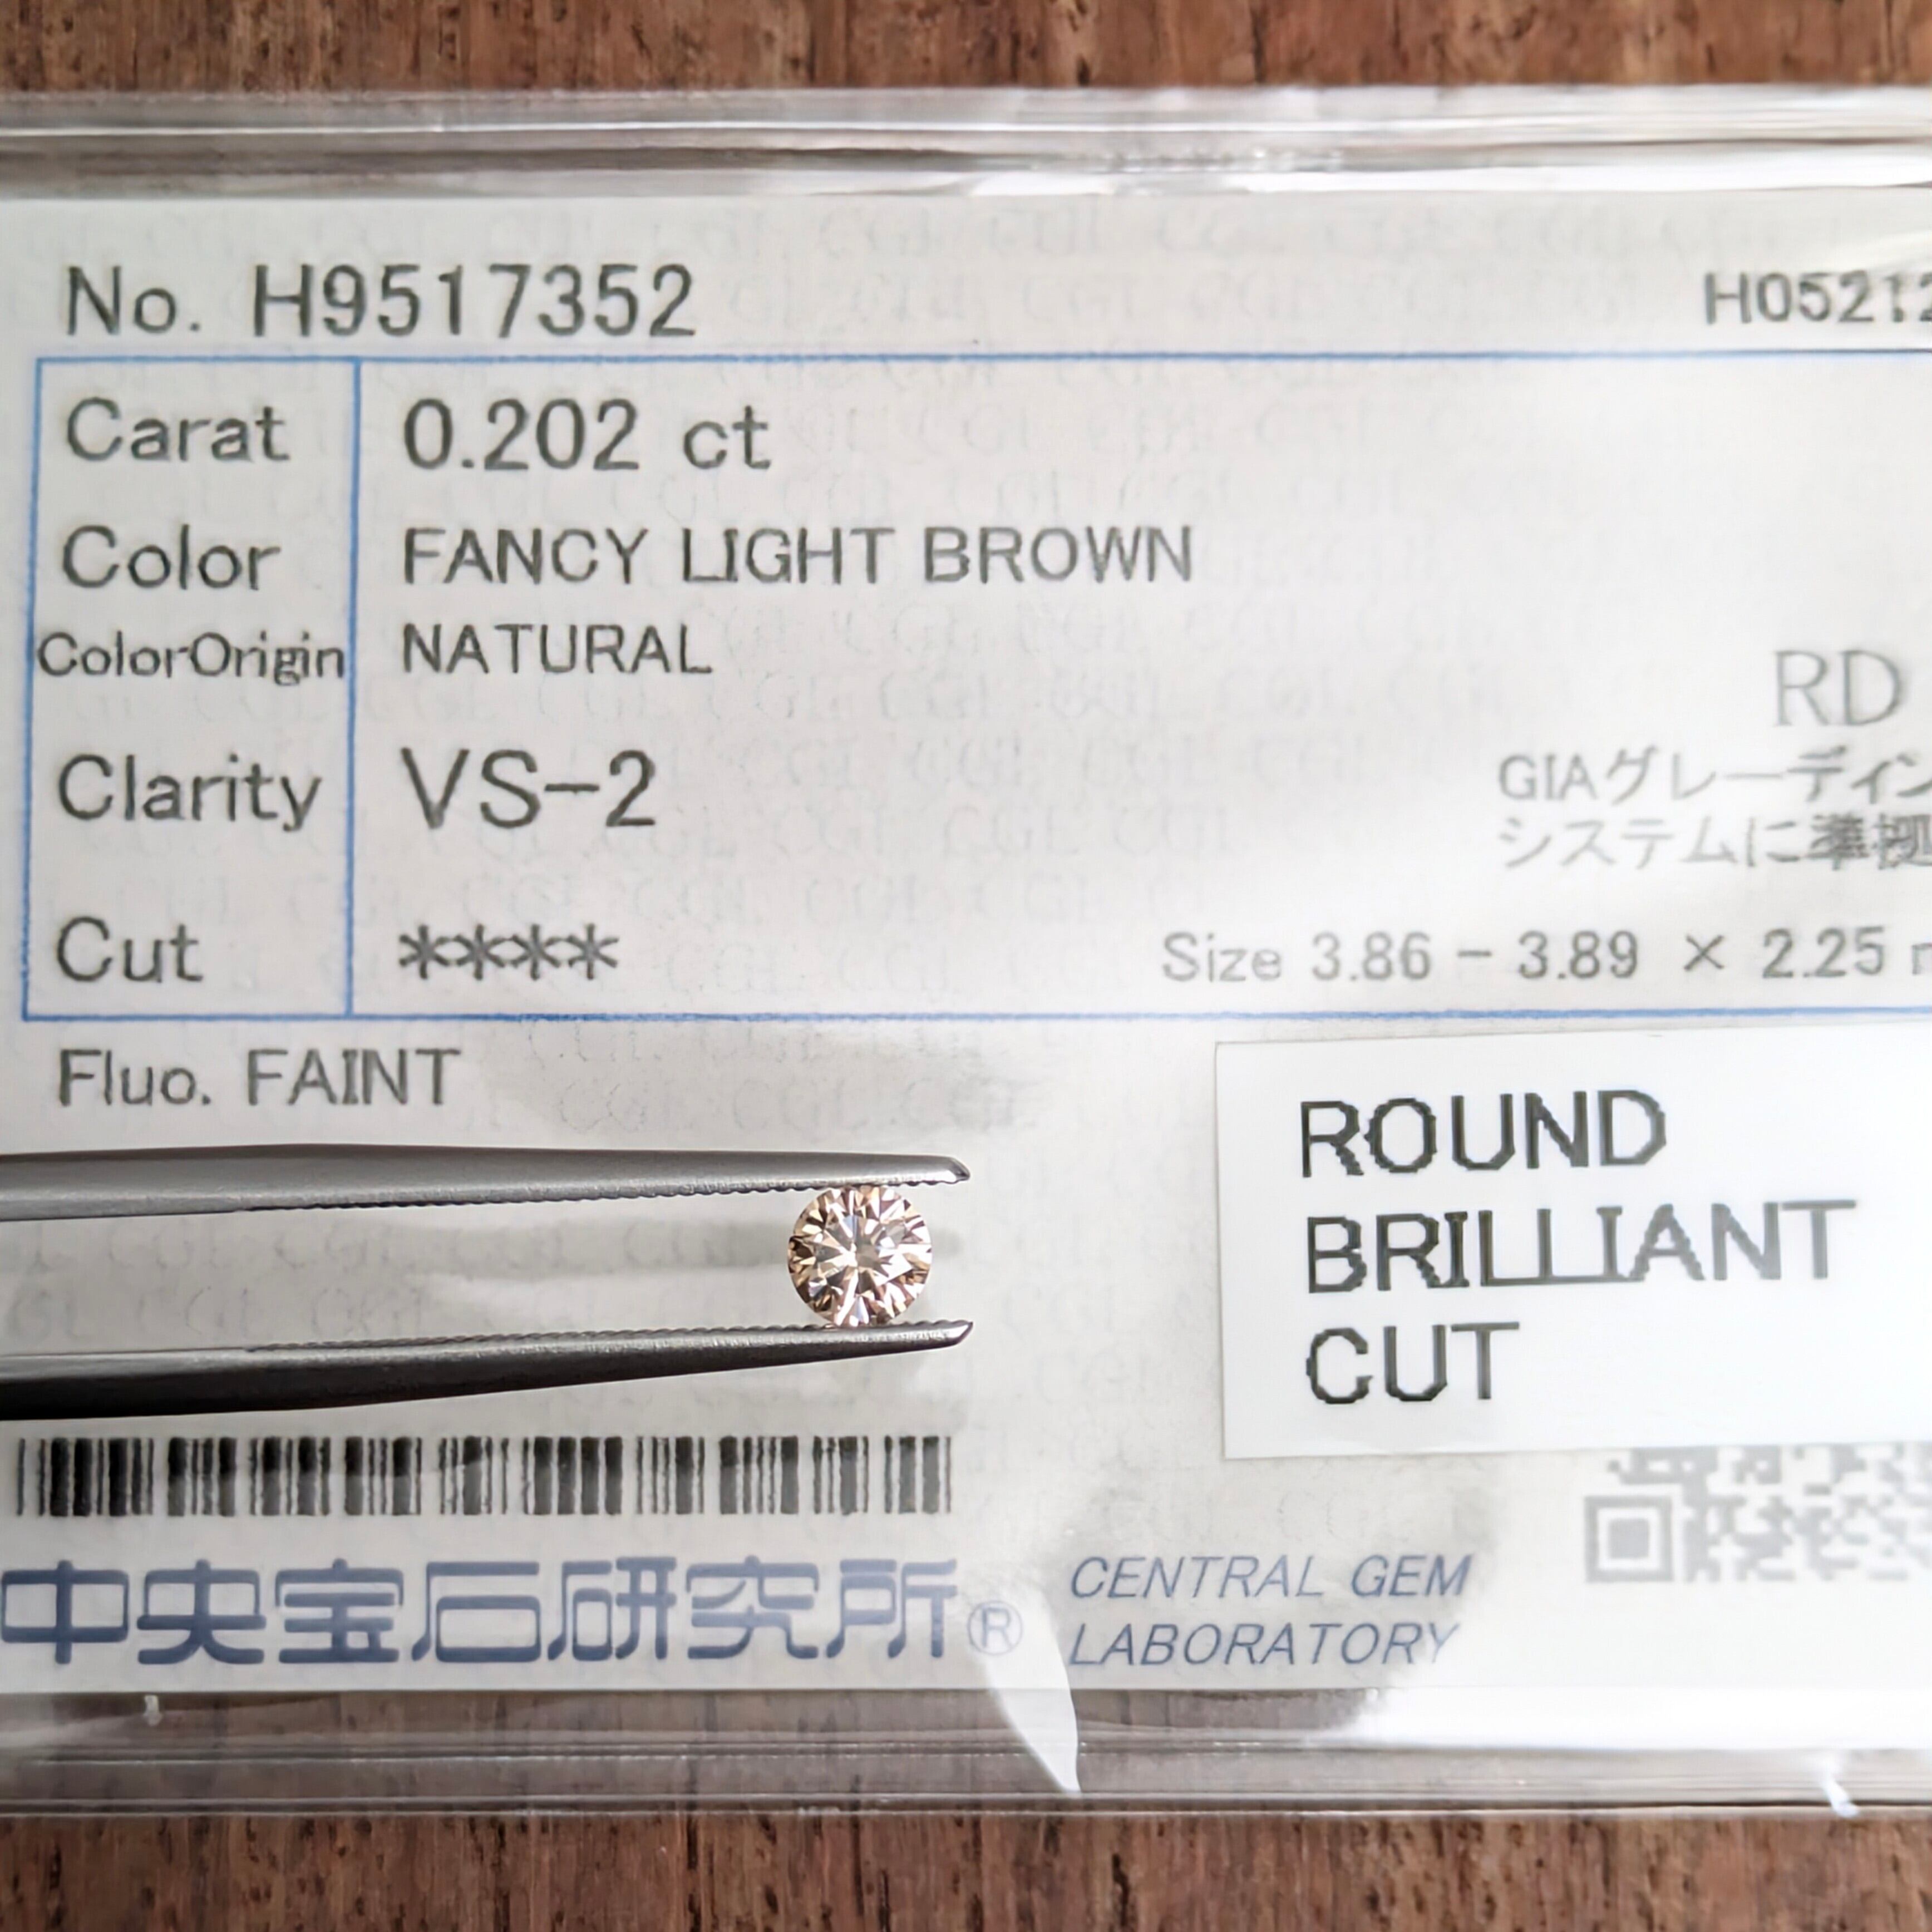 No. H9517352
H05212
Carat 0.202 ct
Color FANCY LIGHT BROWN
ColorOrigin NATURAL
RD
Clarity VS-2
GIAグレーディン
システムに準拠
Cut ****
Size 3.86 - 3.89 × 2.25
Fluo. FAINT
ROUND
BRILLIANT
CUT
中央宝石研究所®
CENTRAL GEM
LABORATORY